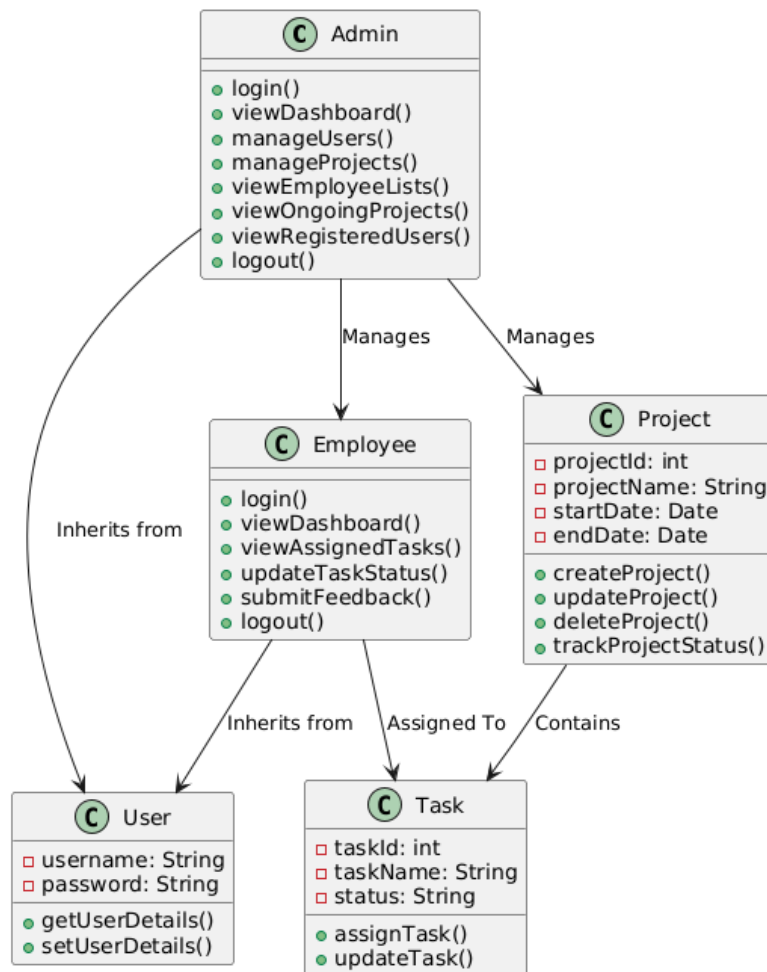 C Admin
login()
viewDashboard()
manageUsers()
manageProjects()
viewEmployeeLists()
viewOngoingProjects()
viewRegisteredUsers()
logout()
Manages
Manages
C Employee
login()
viewDashboard()
viewAssignedTasks()
updateTaskStatus()
submitFeedback()
logout()
C Project
projectId: int
projectName: String
startDate: Date
endDate: Date
createProject()
updateProject()
deleteProject()
trackProjectStatus()
Inherits from
Inherits from
Assigned To
Contains
C User
username: String
password: String
getUserDetails()
setUserDetails()
C Task
taskId: int
taskName: String
status: String
assignTask()
updateTask()